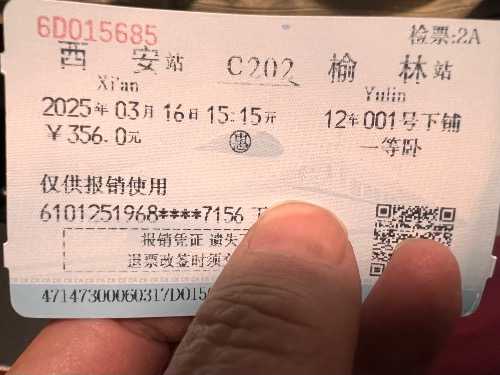 6D015685 检票:2A
西安站 C202 榆林站
Xi'an Yulin
2025年03月16日15:15开 12车001号下铺
￥356.0元 惠 一等卧
仅供报销使用
6101251968****7156
报销凭证 遗失
退票改签时须
47147300060317D015